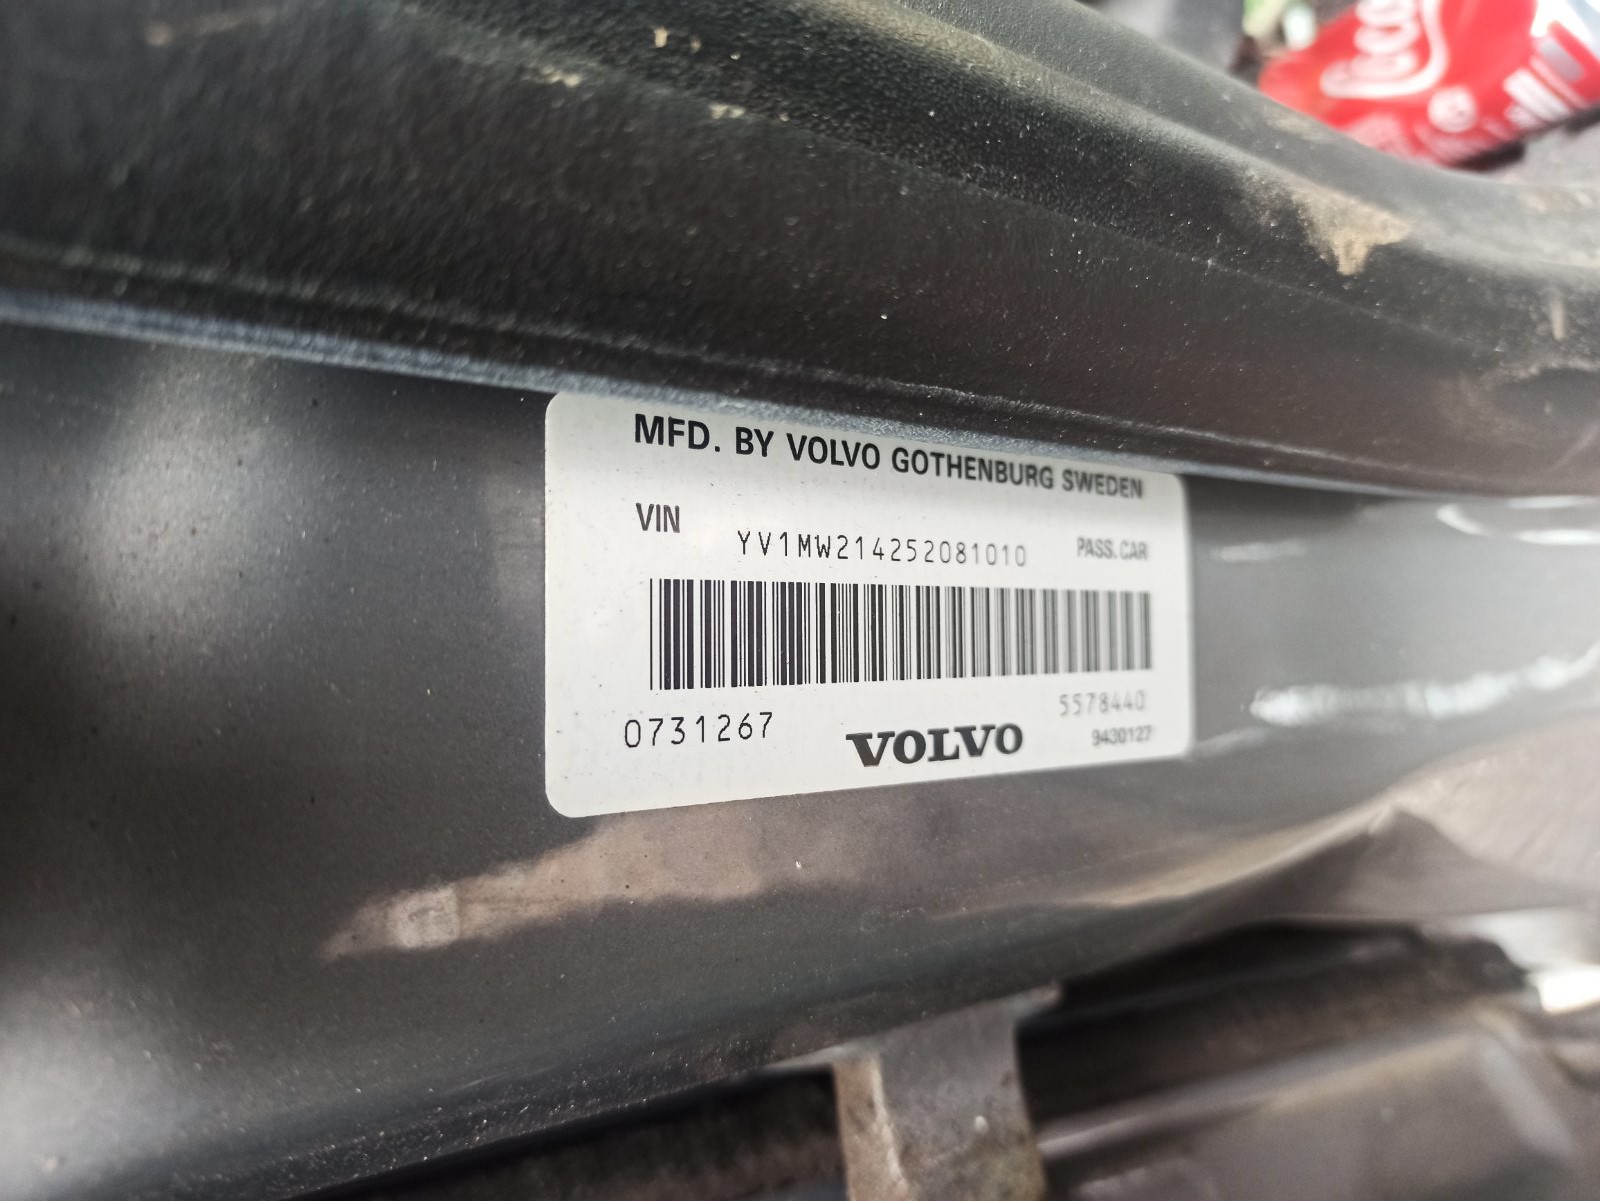 MFD. BY VOLVO GOTHENBURG SWEDEN
VIN YV1MW214252081010 PASS. CAR
0731267 VOLVO 5578440
9430127